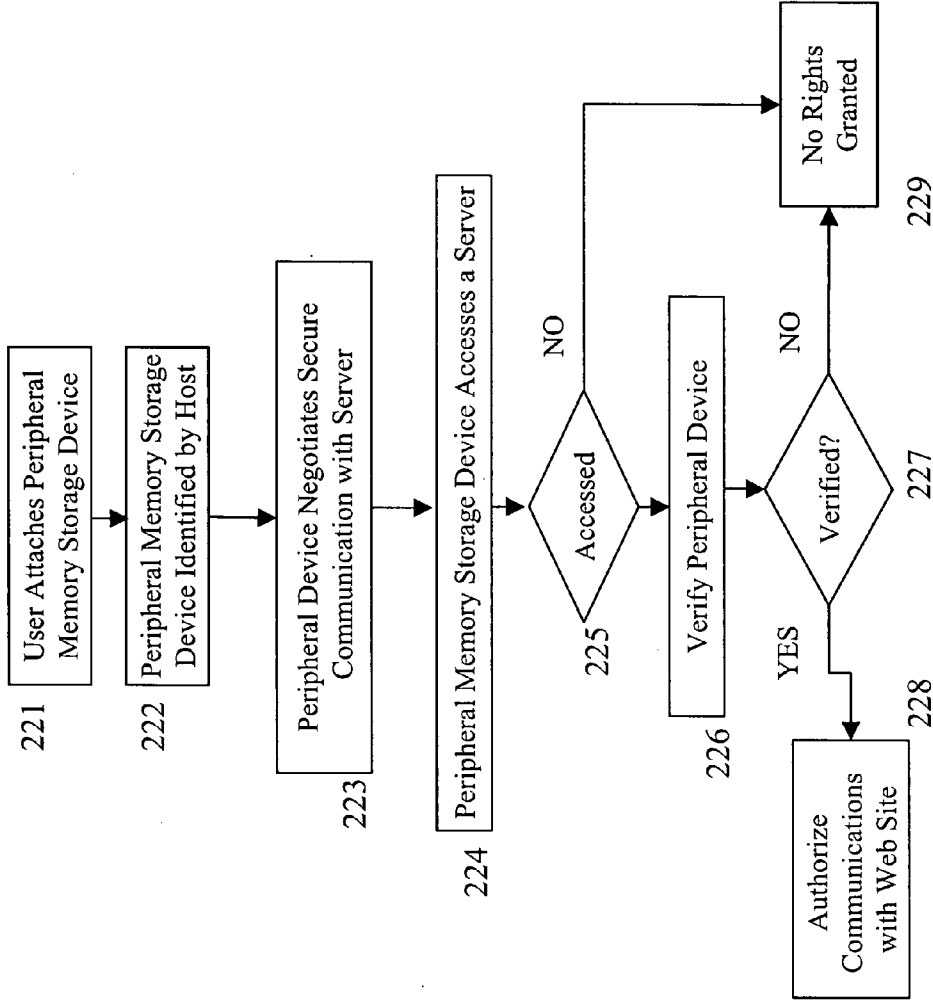 221
User Attaches Peripheral
Memory Storage Device
222
Peripheral Memory Storage
Device Identified by Host
223
Peripheral Device Negotiates Secure
Communication with Server
224
Peripheral Memory Storage Device Accesses a Server
225
Accessed
NO
226
Verify Peripheral Device
YES
Verified?
NO
227
228
Authorize
Communications
with Web Site
No Rights
Granted
229